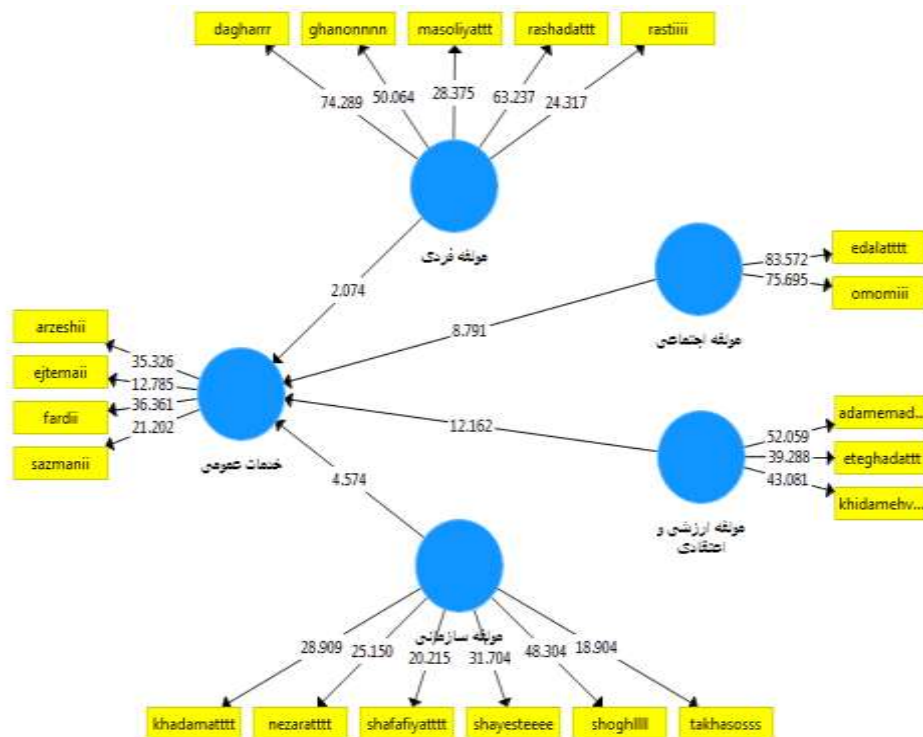 dagharrr
ghanonnnn
masoliyattt
rashadattt
rastiiii
74.289
50.064
28.375
63.237
24.317
مولفه فردی
2.074
edalatttt
83.572
75.695
omomiii
مولفه اجتماعی
8.791
arzeshii
35.326
ejtemaii
12.785
fardii
36.361
sazmanii
21.202
خدمات عمومی
12.162
adamemad...
52.059
eteghadattt
39.288
43.081
khidamehv...
مولفه ارزشی و
اعتقادی
4.574
مولفه سازمانی
28.909
25.150
20.215
31.704
48.304
18.904
khadamatttt
nezaratttt
shafafiyatttt
shayesteeee
shoghlllll
takhasosss